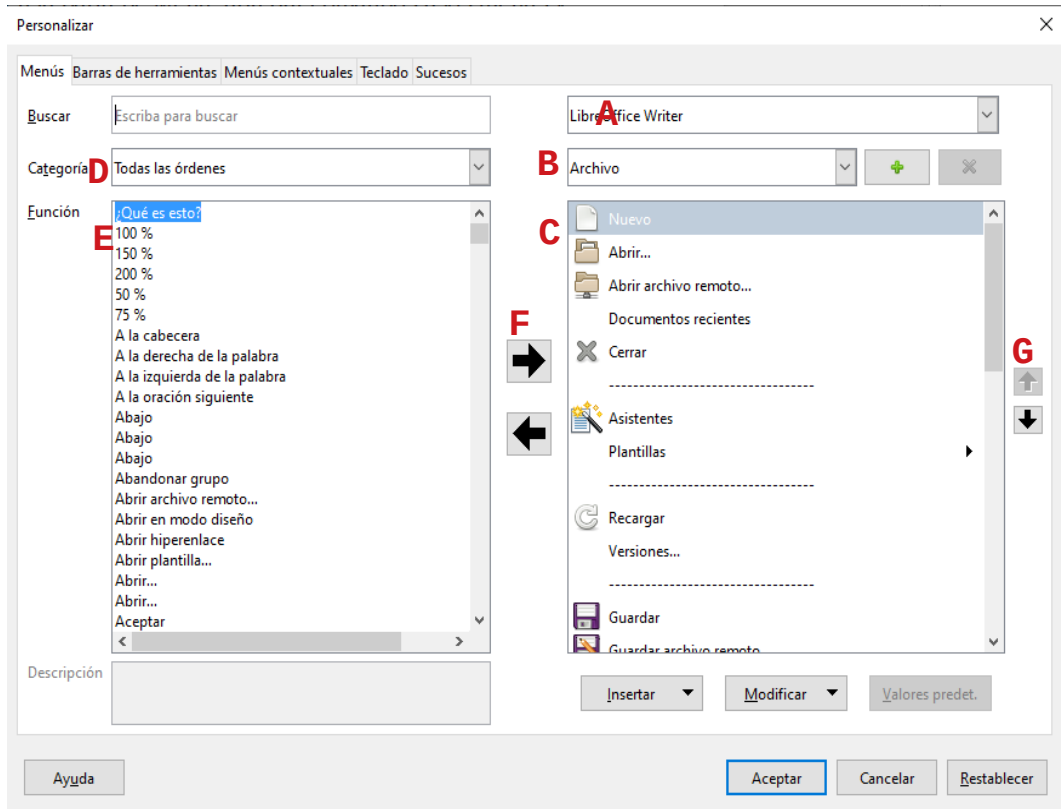 Personalizar
Menús Barras de herramientas Menús contextuales Teclado Sucesos
Buscar
Escriba para buscar
LibreOffice Writer
A
Categoría
D
Todas las órdenes
B
Archivo
Función
E
¿Qué es esto?
100 %
150 %
200 %
50 %
75 %
A la cabecera
A la derecha de la palabra
A la izquierda de la palabra
A la oración siguiente
Abajo
Abajo
Abajo
Abandonar grupo
Abrir archivo remoto...
Abrir en modo diseño
Abrir hiperenlace
Abrir plantilla...
Abrir...
Abrir...
Aceptar
F
C
Nuevo
Abrir...
Abrir archivo remoto...
Documentos recientes
Cerrar
----------------------------------
Asistentes
Plantillas
----------------------------------
Recargar
Versiones...
----------------------------------
Guardar
Guardar archivo remoto
G
Descripción
Insertar
Modificar
Valores predet.
Ayuda
Aceptar
Cancelar
Restablecer